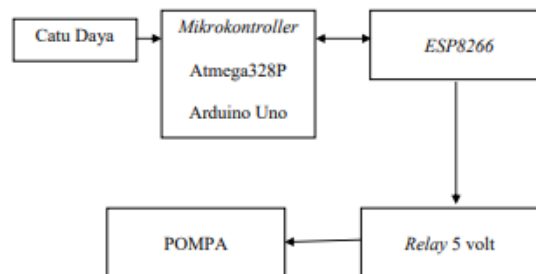 Catu Daya
Mikrokontroller
Atmega328P
Arduino Uno
ESP8266
POMPA
Relay 5 volt